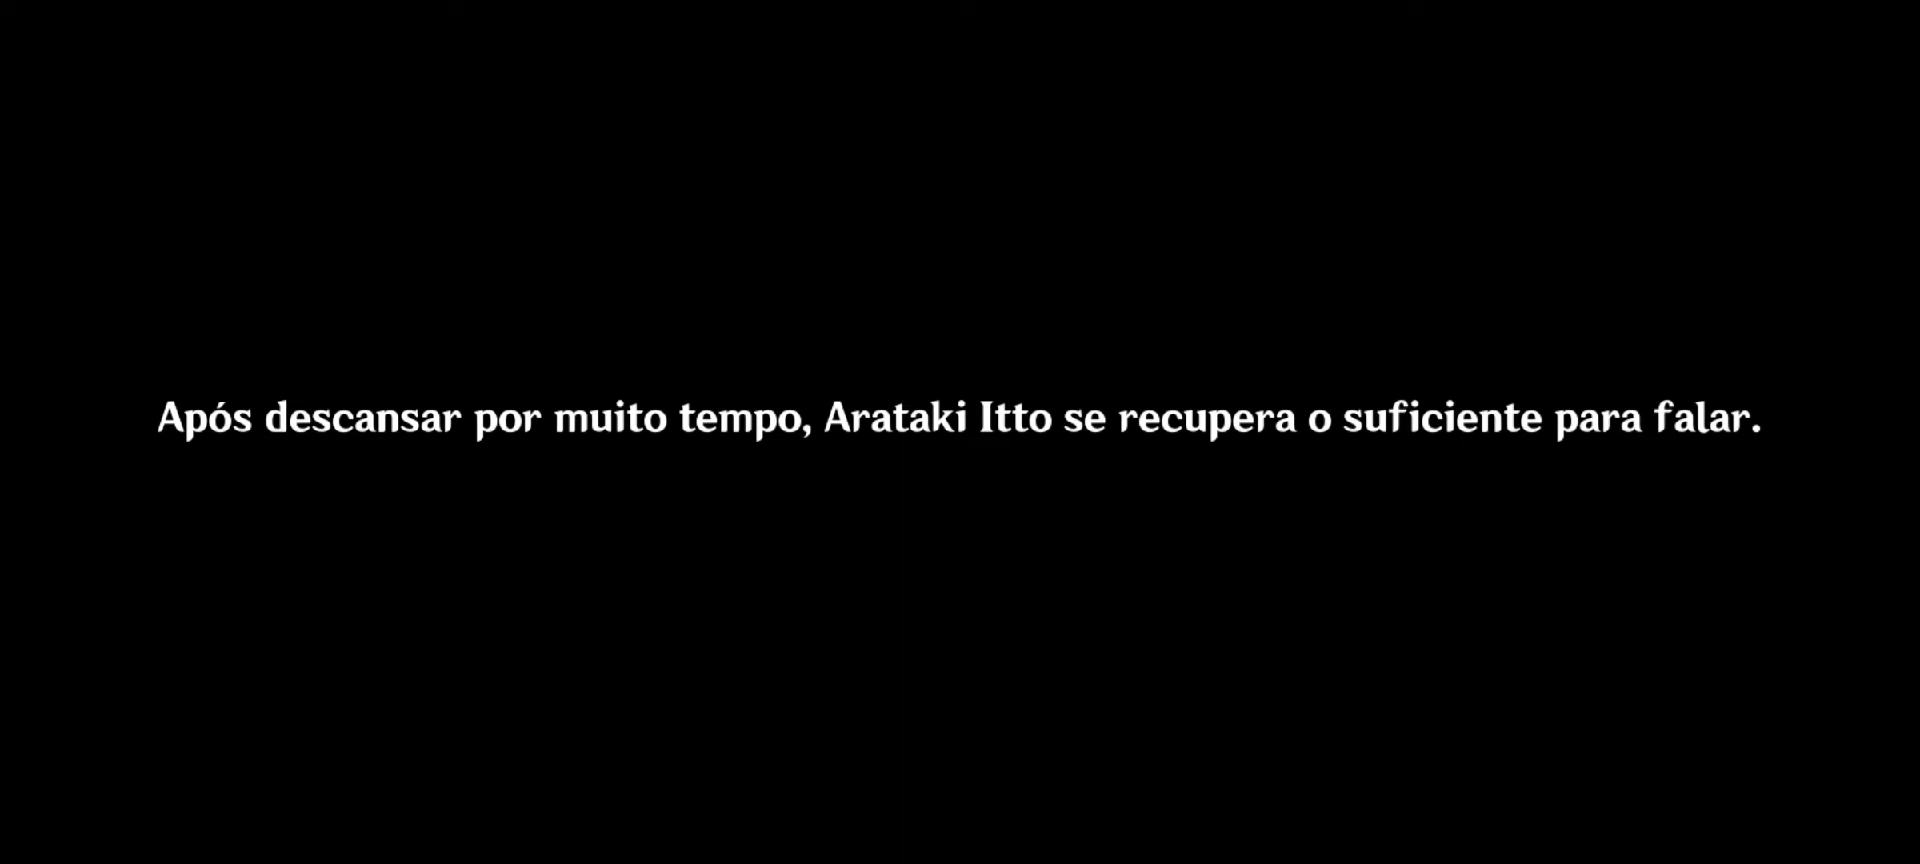 Após descansar por muito tempo, Arataki Itto se recupera o suficiente para falar.